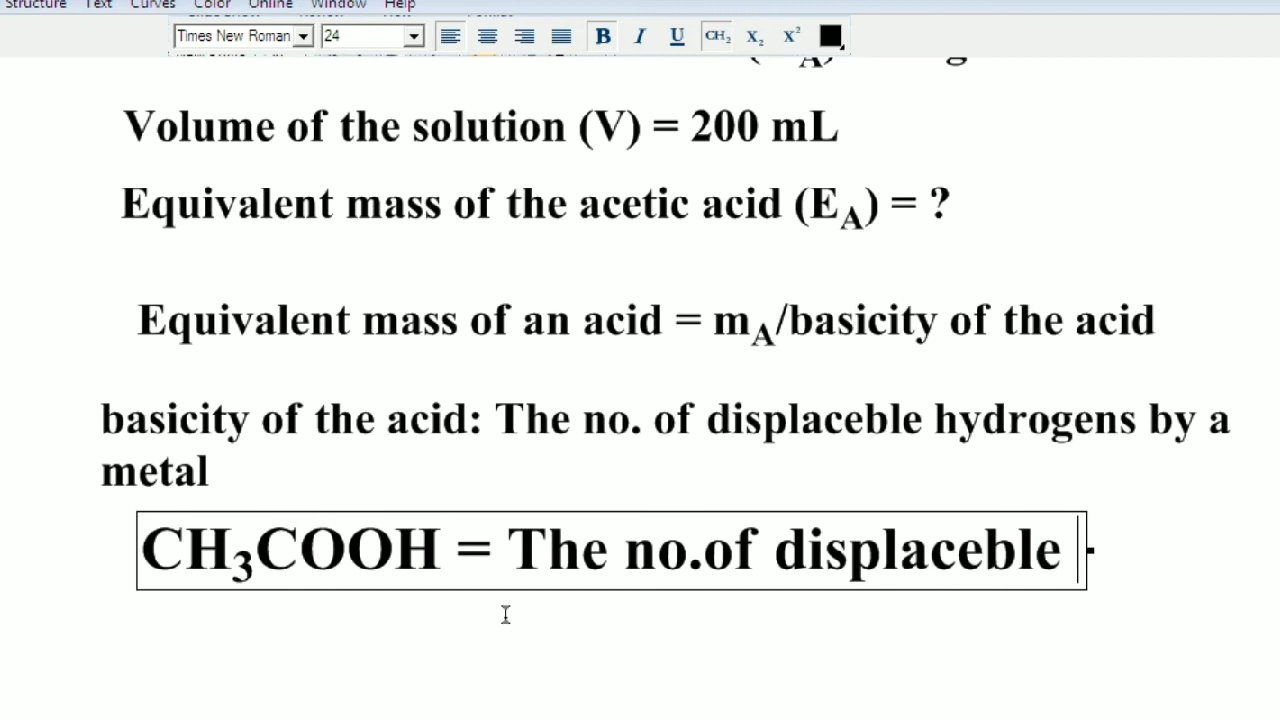 Structure Text Curves Color Online Window Help
Times New Roman 24 B I U CH₂ X₂ X²
Volume of the solution (V) = 200 mL
Equivalent mass of the acetic acid (E_A) = ?
Equivalent mass of an acid = m_A/basicity of the acid
basicity of the acid: The no. of displaceble hydrogens by a
metal
CH₃COOH = The no.of displaceble